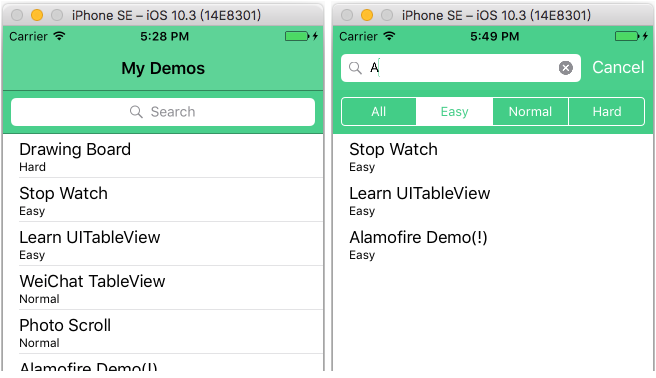 iPhone SE – iOS 10.3 (14E8301)
Carrier 5:28 PM
My Demos
Search
Drawing Board
Hard
Stop Watch
Easy
Learn UITableView
Easy
WeiChat TableView
Normal
Photo Scroll
Normal
Alamofire Demo(!)
iPhone SE – iOS 10.3 (14E8301)
Carrier 5:49 PM
A Cancel
All Easy Normal Hard
Stop Watch
Easy
Learn UITableView
Easy
Alamofire Demo(!)
Easy